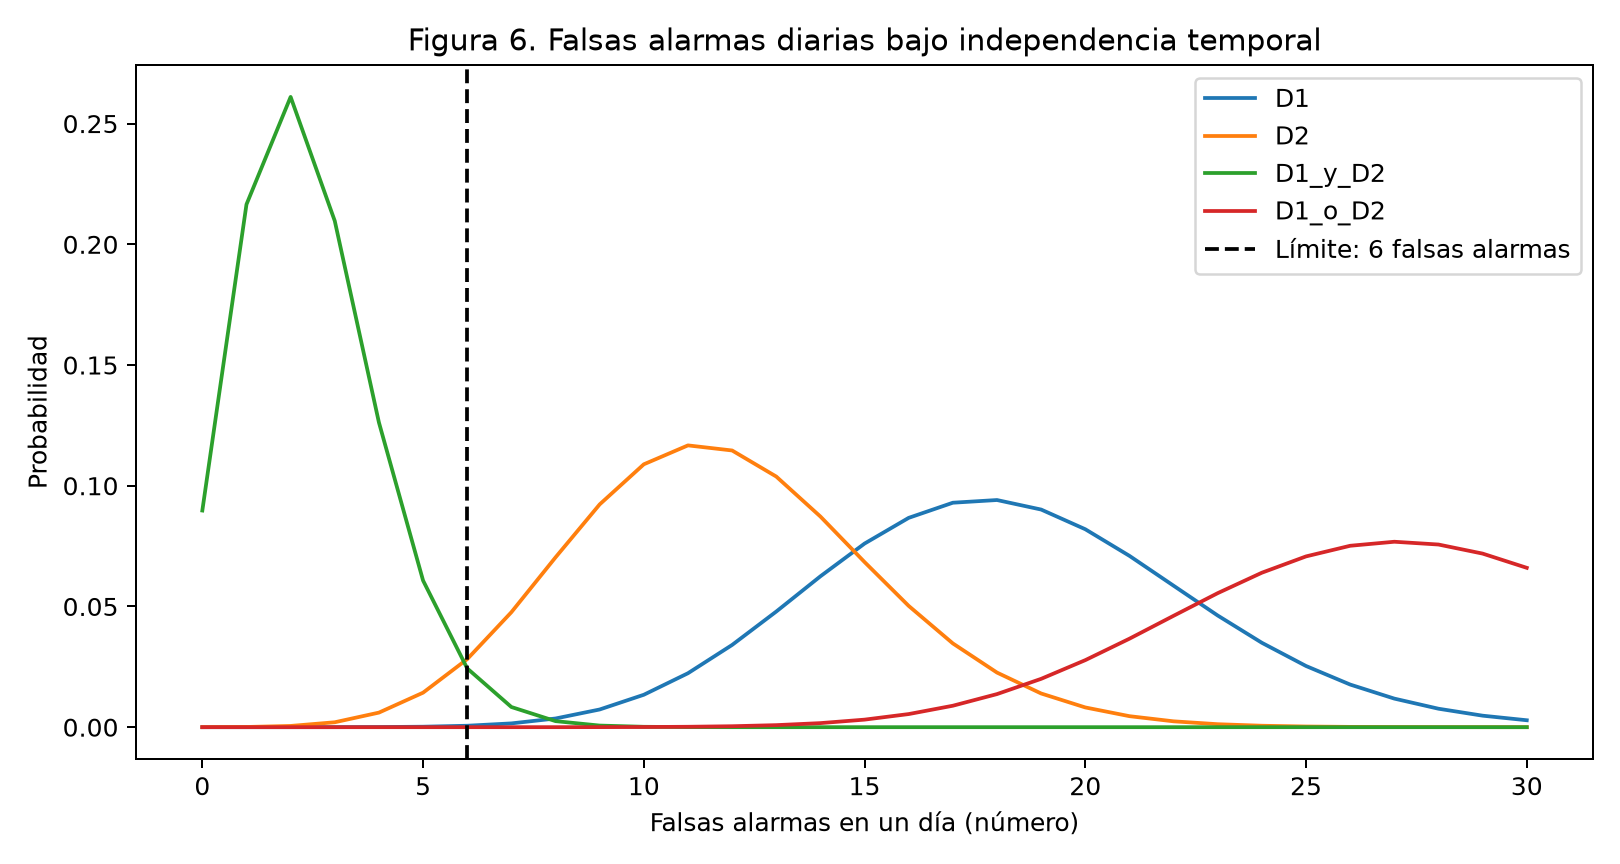 Figura 6. Falsas alarmas diarias bajo independencia temporal
D1
D2
D1_y_D2
D1_o_D2
Límite: 6 falsas alarmas
Probabilidad
0.25
0.20
0.15
0.10
0.05
0.00
0 5 10 15 20 25 30
Falsas alarmas en un día (número)